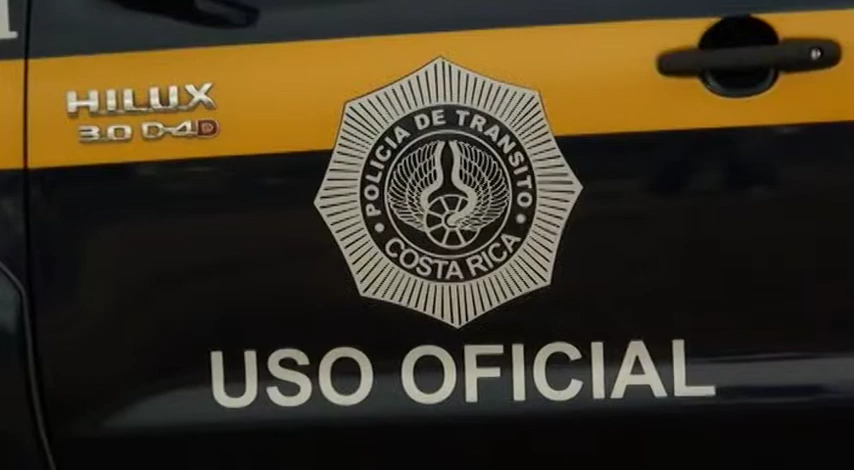 HILUX
3.0 D-4D
POLICIA DE TRANSITO
COSTA RICA
USO OFICIAL